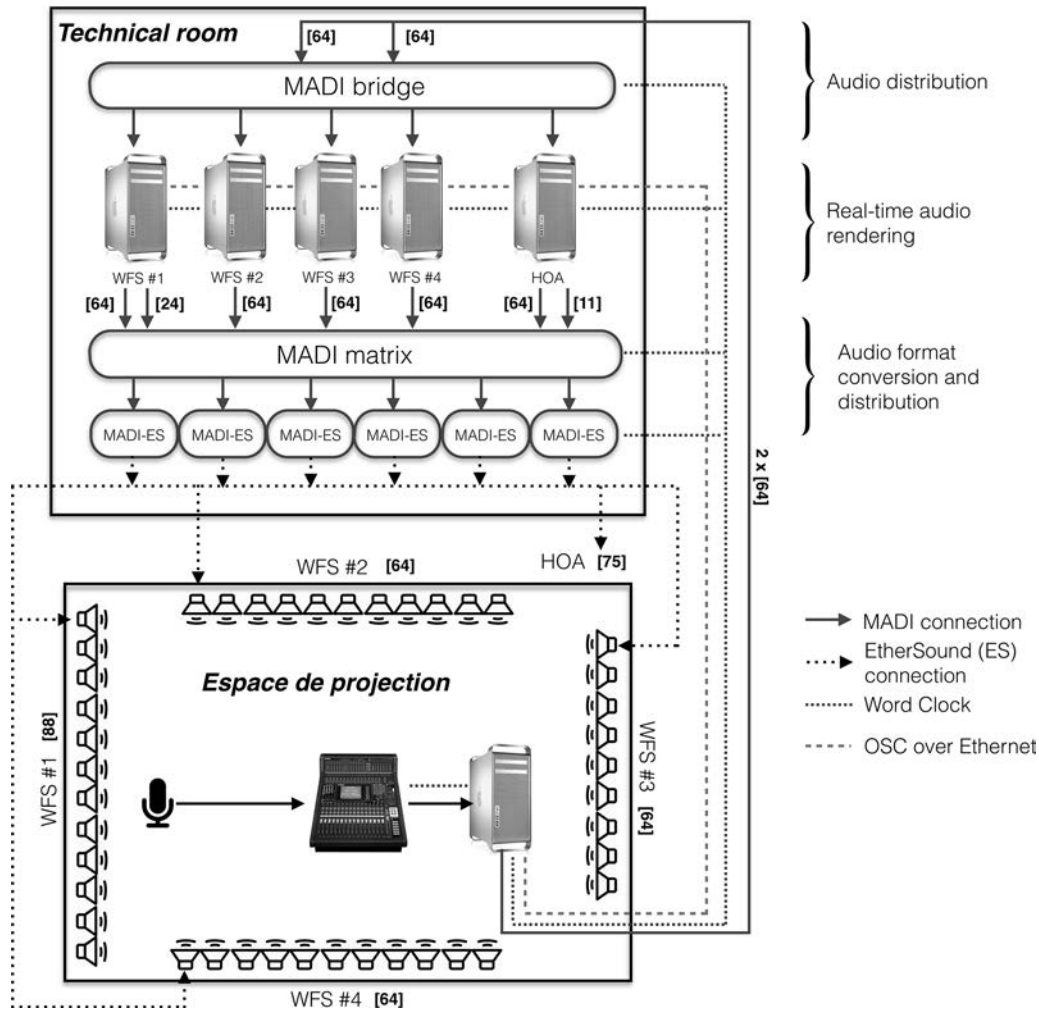 Technical room
[64]
[64]
MADI bridge
Audio distribution
Real-time audio
rendering
WFS #1
WFS #2
WFS #3
WFS #4
HOA
[64]
[24]
[64]
[64]
[64]
[64]
[11]
MADI matrix
Audio format
conversion and
distribution
MADI-ES
MADI-ES
MADI-ES
MADI-ES
MADI-ES
MADI-ES
2 x [64]
WFS #2 [64]
HOA [75]
Espace de projection
WFS #1 [88]
WFS #3 [64]
WFS #4 [64]
MADI connection
EtherSound (ES)
connection
Word Clock
OSC over Ethernet